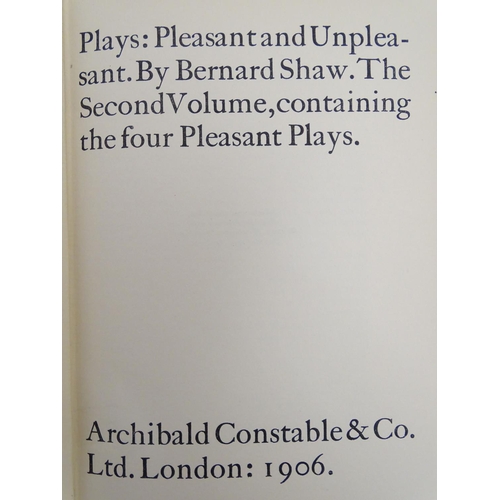 Plays: Pleasant and Unplea-
sant. By Bernard Shaw. The
Second Volume, containing
the four Pleasant Plays.
Archibald Constable & Co.
Ltd. London: 1906.